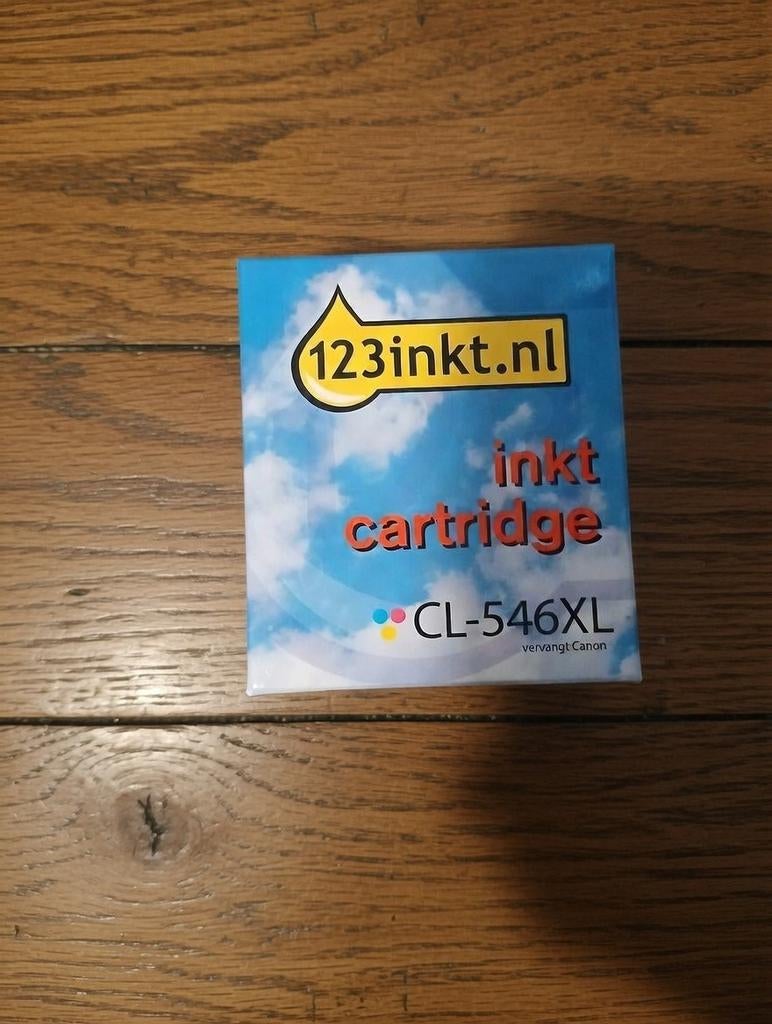 123inkt.nl
inkt
cartridge
CL-546XL
vervangt Canon